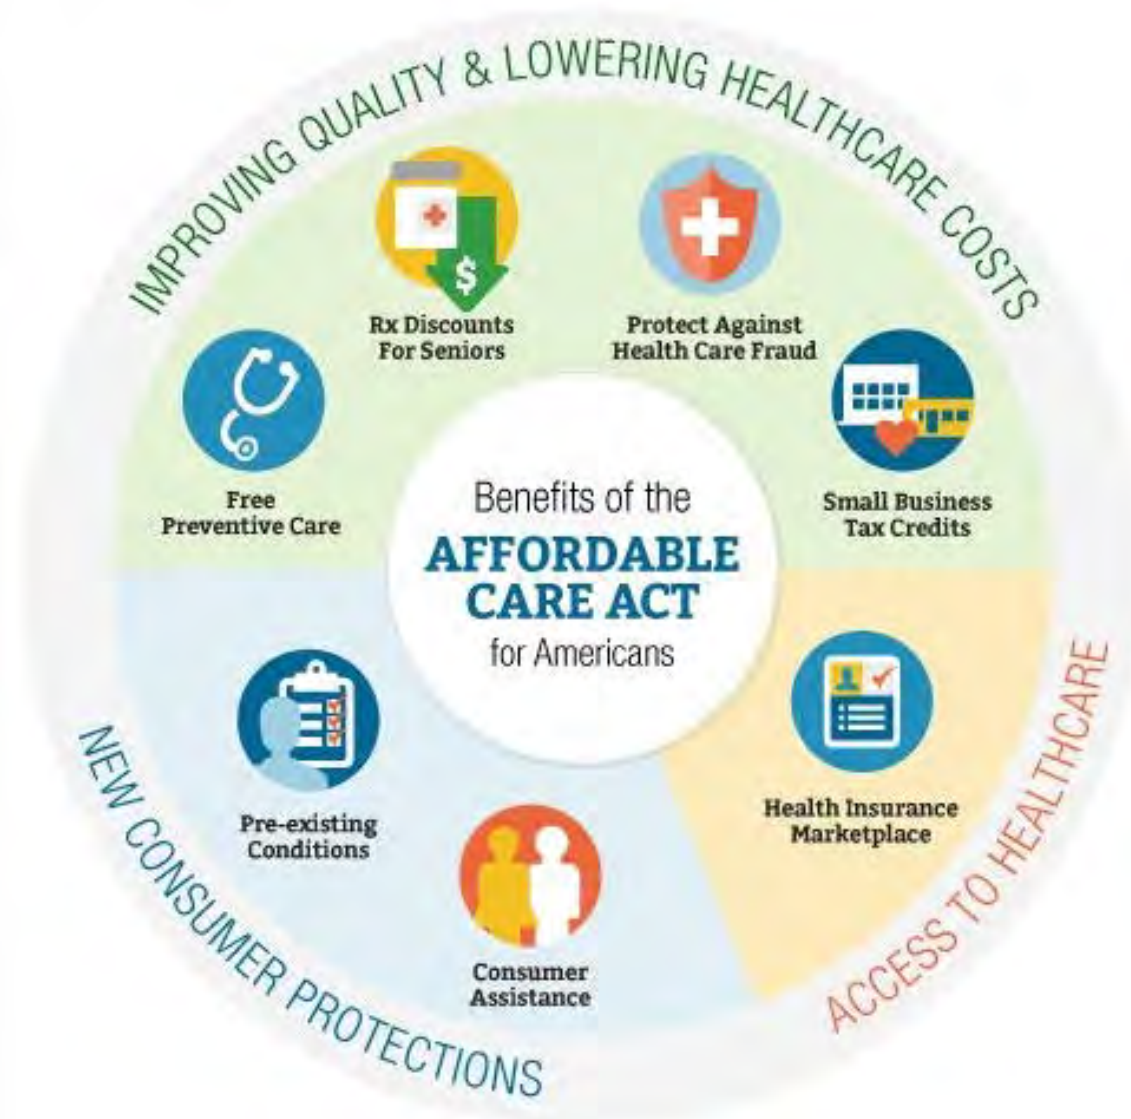 IMPROVING QUALITY & LOWERING HEALTHCARE COSTS
Rx Discounts
For Seniors
Protect Against
Health Care Fraud
$
Free
Preventive Care
Small Business
Tax Credits
Benefits of the
AFFORDABLE
CARE ACT
for Americans
Pre-existing
Conditions
Consumer
Assistance
Health Insurance
Marketplace
NEW CONSUMER PROTECTIONS
ACCESS TO HEALTHCARE